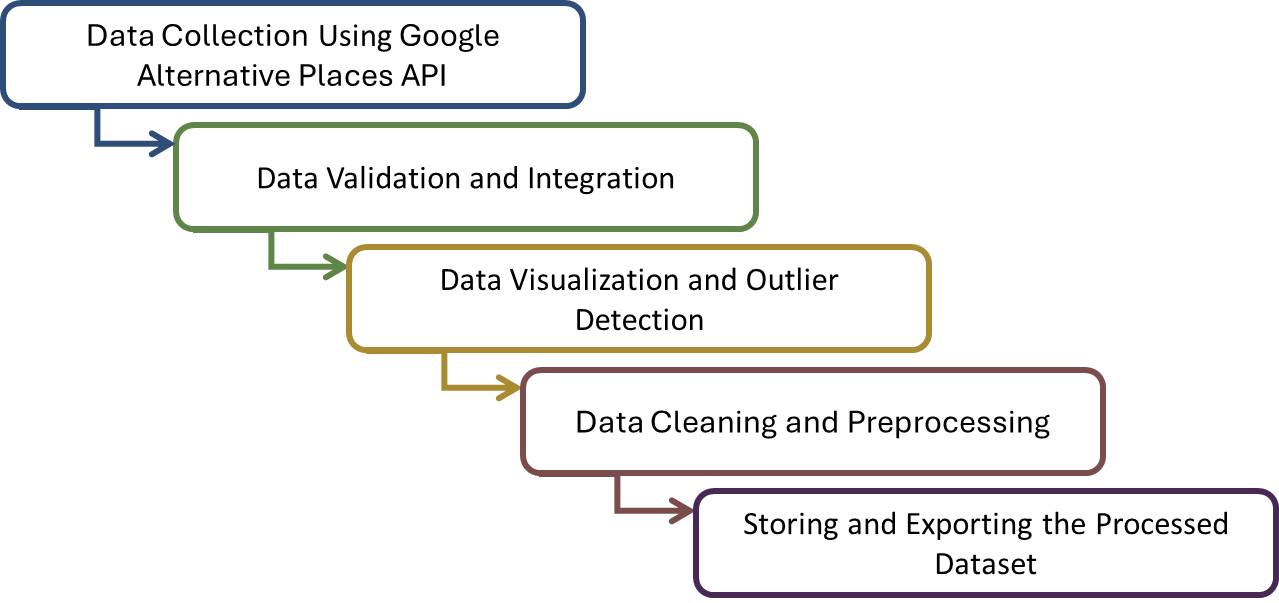 Data Collection Using Google
Alternative Places API
Data Validation and Integration
Data Visualization and Outlier
Detection
Data Cleaning and Preprocessing
Storing and Exporting the Processed
Dataset